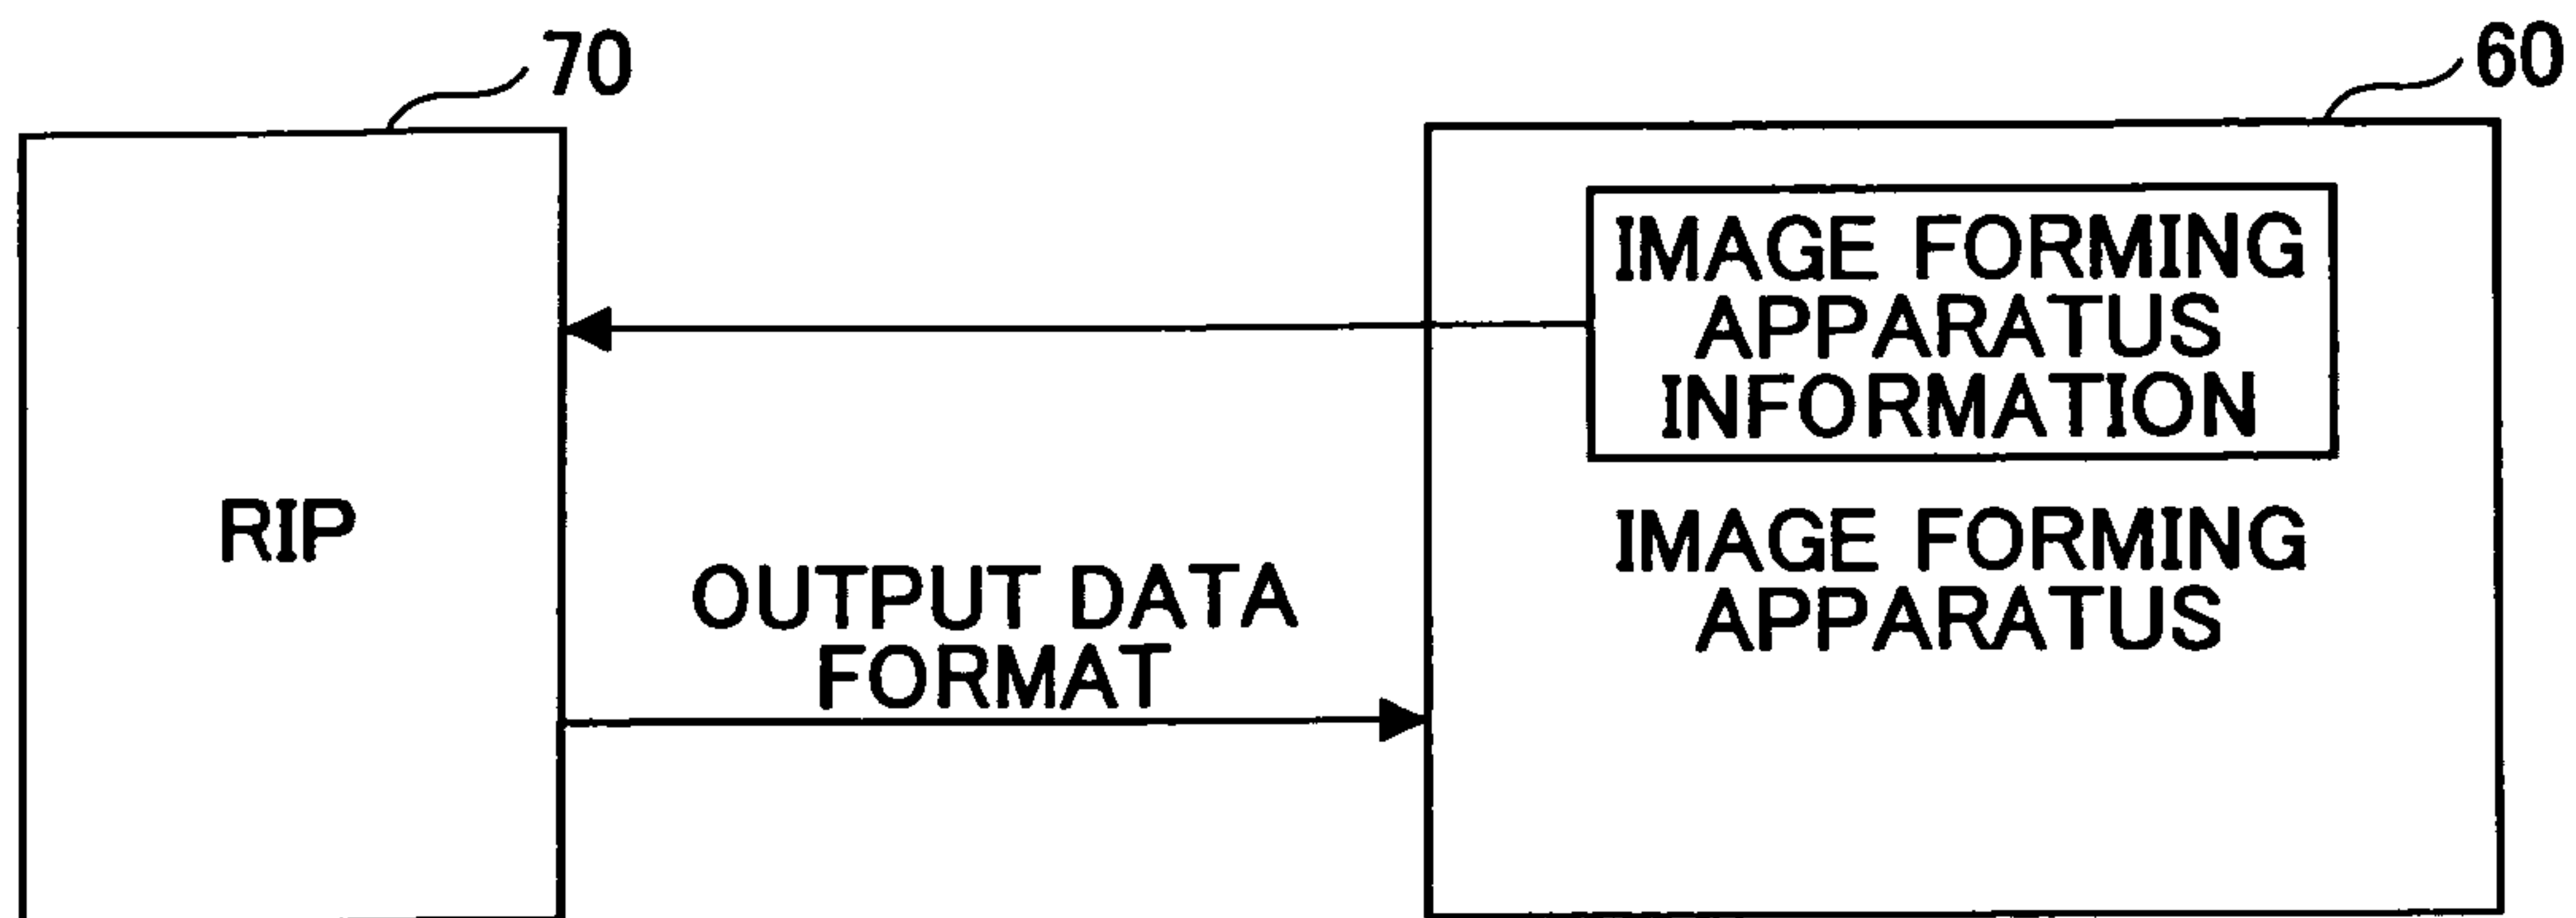 70
60
IMAGE FORMING
APPARATUS
INFORMATION
RIP
IMAGE FORMING
APPARATUS
OUTPUT DATA
FORMAT